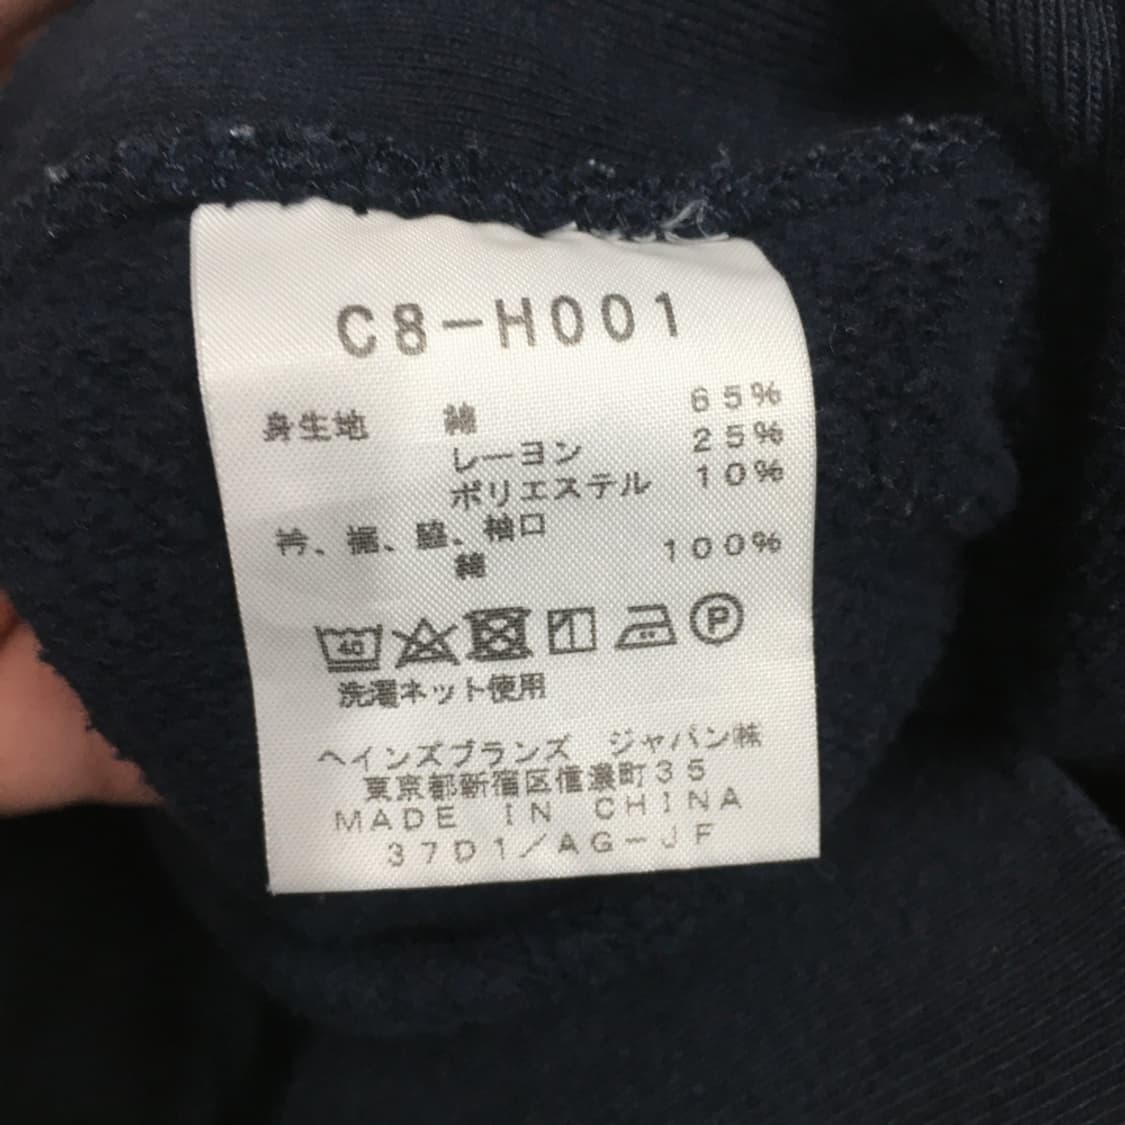 C8-H001
身生地 綿 65%
レーヨン 25%
ポリエステル 10%
衿、裾、脇、袖口
綿 100%
40 P
洗濯ネット使用
ヘインズブランズ ジャパン㈱
東京都新宿区信濃町35
MADE IN CHINA
37D1/AG-JF